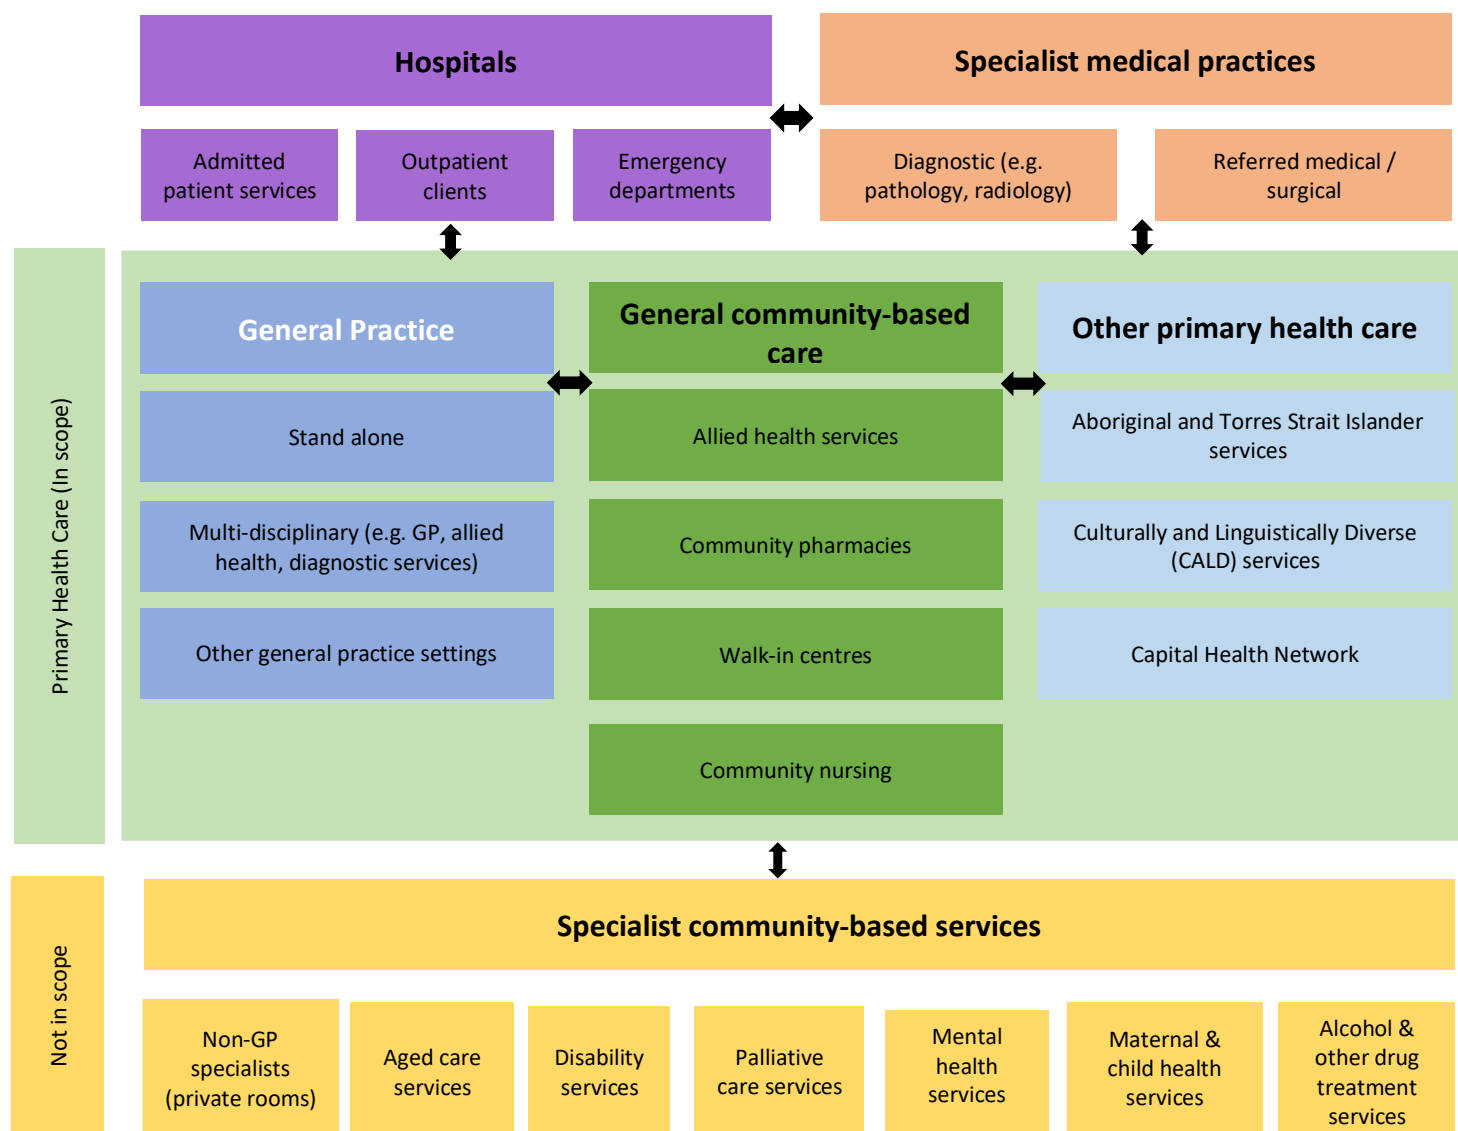 Hospitals
Specialist medical practices
Admitted
patient services
Outpatient
clients
Emergency
departments
Diagnostic (e.g.
pathology, radiology)
Referred medical /
surgical
Primary Health Care (In scope)
General Practice
General community-based
care
Other primary health care
Stand alone
Allied health services
Aboriginal and Torres Strait Islander
services
Multi-disciplinary (e.g. GP, allied
health, diagnostic services)
Community pharmacies
Culturally and Linguistically Diverse
(CALD) services
Other general practice settings
Walk-in centres
Capital Health Network
Community nursing
Not in scope
Specialist community-based services
Non-GP
specialists
(private rooms)
Aged care
services
Disability
services
Palliative
care services
Mental
health
services
Maternal &
child health
services
Alcohol &
other drug
treatment
services